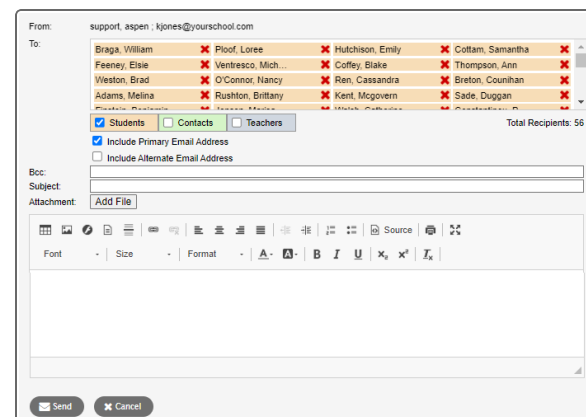 From: support, aspen ; kjones@yourschool.com
To:
Braga, William Ploof, Loree Hutchison, Emily Cottam, Samantha
Feeney, Elsie Ventresco, Mich... Coffey, Blake Thompson, Ann
Weston, Brad O'Connor, Nancy Ren, Cassandra Breton, Counihan
Adams, Melina Rushton, Brittany Kent, Mcgovern Sade, Duggan
Students Contacts Teachers Total Recipients: 56
Include Primary Email Address
Include Alternate Email Address
Bcc:
Subject:
Attachment: Add File
Source
Font Size Format A A B I U x₂ x² Tx
Send Cancel